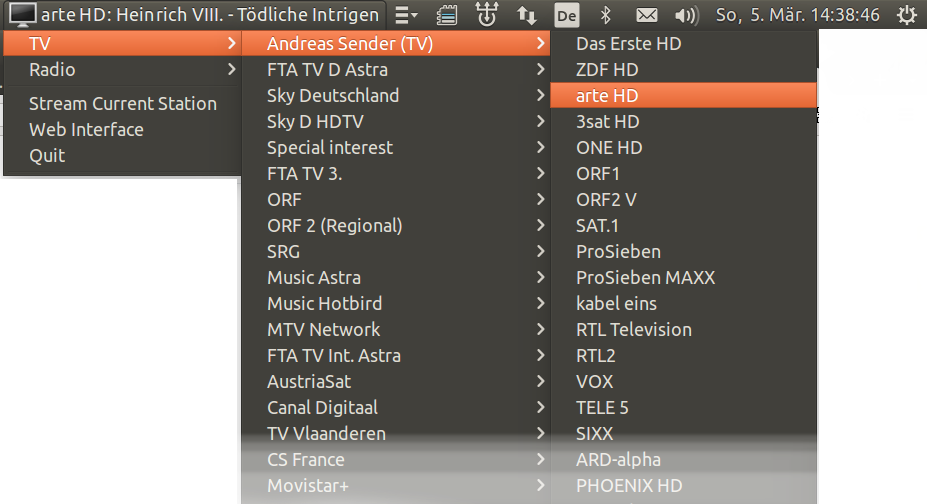 arte HD: Heinrich VIII. - Tödliche Intrigen
De
So, 5. Mär. 14:38:46
TV
Radio
Stream Current Station
Web Interface
Quit
Andreas Sender (TV)
FTA TV D Astra
Sky Deutschland
Sky D HDTV
Special interest
FTA TV 3.
ORF
ORF 2 (Regional)
SRG
Music Astra
Music Hotbird
MTV Network
FTA TV Int. Astra
AustriaSat
Canal Digitaal
TV Vlaanderen
CS France
Movistar+
Das Erste HD
ZDF HD
arte HD
3sat HD
ONE HD
ORF1
ORF2 V
SAT.1
ProSieben
ProSieben MAXX
kabel eins
RTL Television
RTL2
VOX
TELE 5
SIXX
ARD-alpha
PHOENIX HD